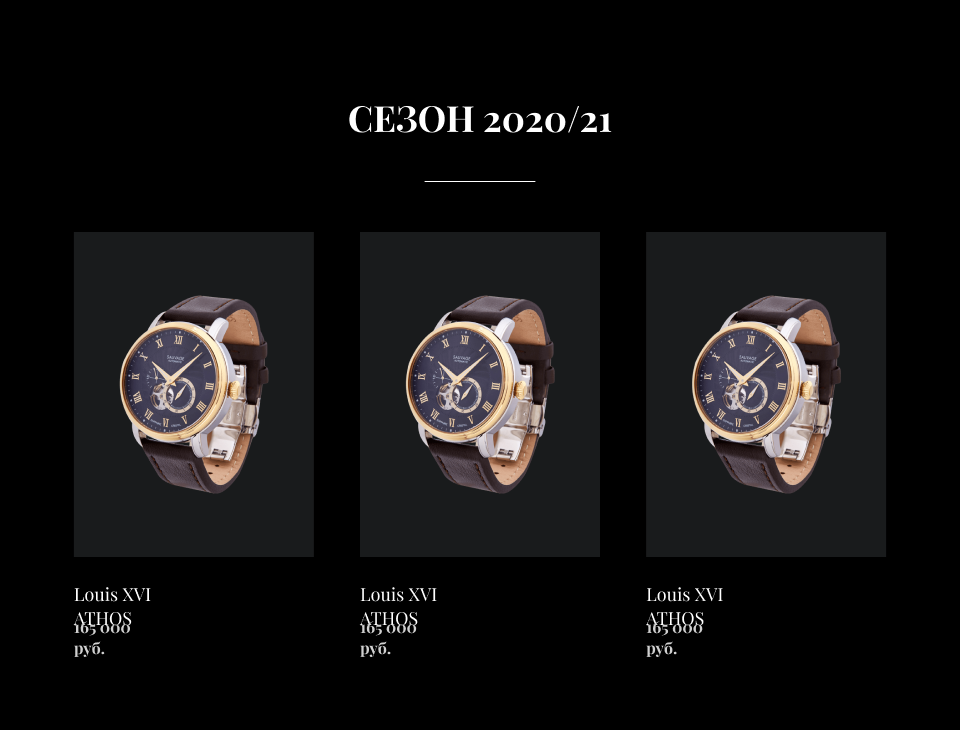 СЕЗОН 2020/21
SAUVAGE
SAUVAGE
SAUVAGE
Louis XVI
ATHOS
165 000
руб.
Louis XVI
ATHOS
165 000
руб.
Louis XVI
ATHOS
165 000
руб.